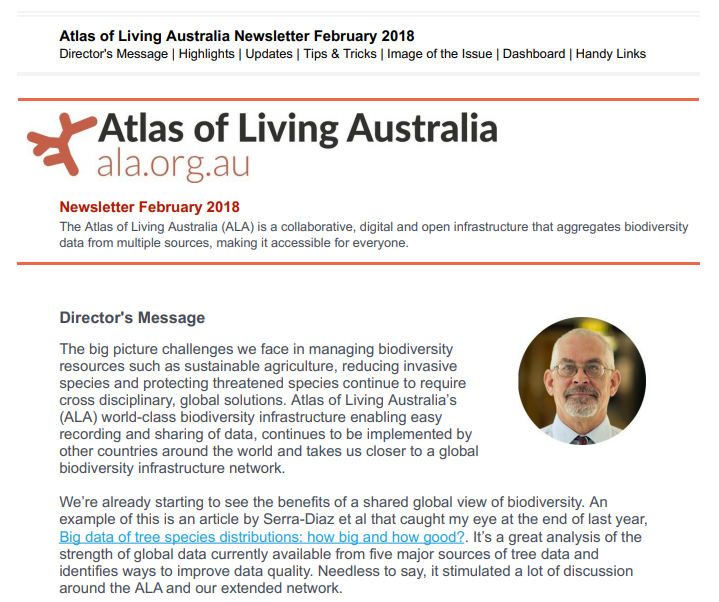 Atlas of Living Australia Newsletter February 2018
Director's Message | Highlights | Updates | Tips & Tricks | Image of the Issue | Dashboard | Handy Links
Atlas of Living Australia
ala.org.au
Newsletter February 2018
The Atlas of Living Australia (ALA) is a collaborative, digital and open infrastructure that aggregates biodiversity
data from multiple sources, making it accessible for everyone.
Director's Message
The big picture challenges we face in managing biodiversity
resources such as sustainable agriculture, reducing invasive
species and protecting threatened species continue to require
cross disciplinary, global solutions. Atlas of Living Australia’s
(ALA) world-class biodiversity infrastructure enabling easy
recording and sharing of data, continues to be implemented by
other countries around the world and takes us closer to a global
biodiversity infrastructure network.
We’re already starting to see the benefits of a shared global view of biodiversity. An
example of this is an article by Serra-Diaz et al that caught my eye at the end of last year,
Big data of tree species distributions: how big and how good?. It’s a great analysis of the
strength of global data currently available from five major sources of tree data and
identifies ways to improve data quality. Needless to say, it stimulated a lot of discussion
around the ALA and our extended network.